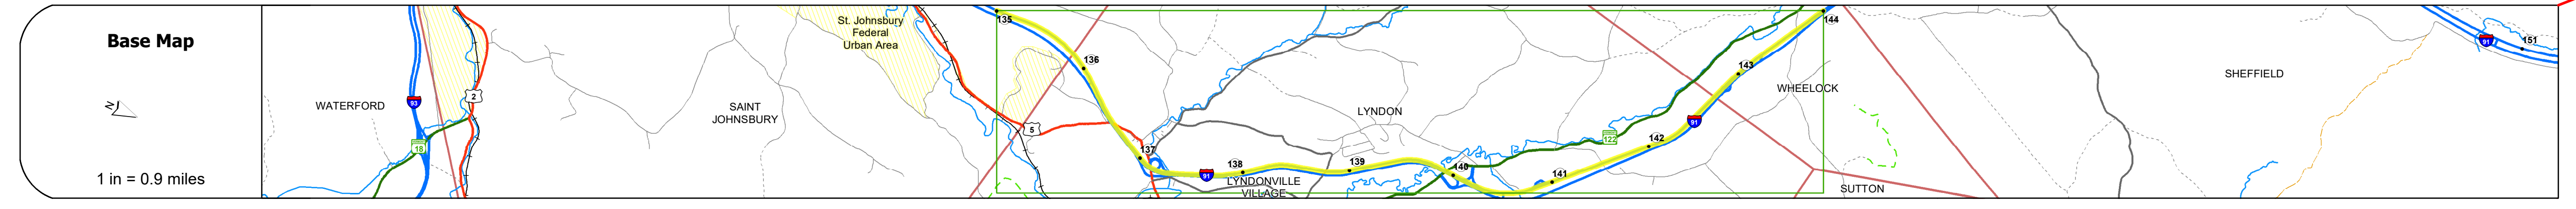 Base Map
N
1 in = 0.9 miles
WATERFORD
93
18
2
SAINT
JOHNSBURY
St. Johnsbury
Federal
Urban Area
135
136
5
137
91
138
LYNDONVILLE
VILLAGE
139
LYNDON
140
141
122
142
91
143
144
WHEELOCK
SUTTON
SHEFFIELD
91
151